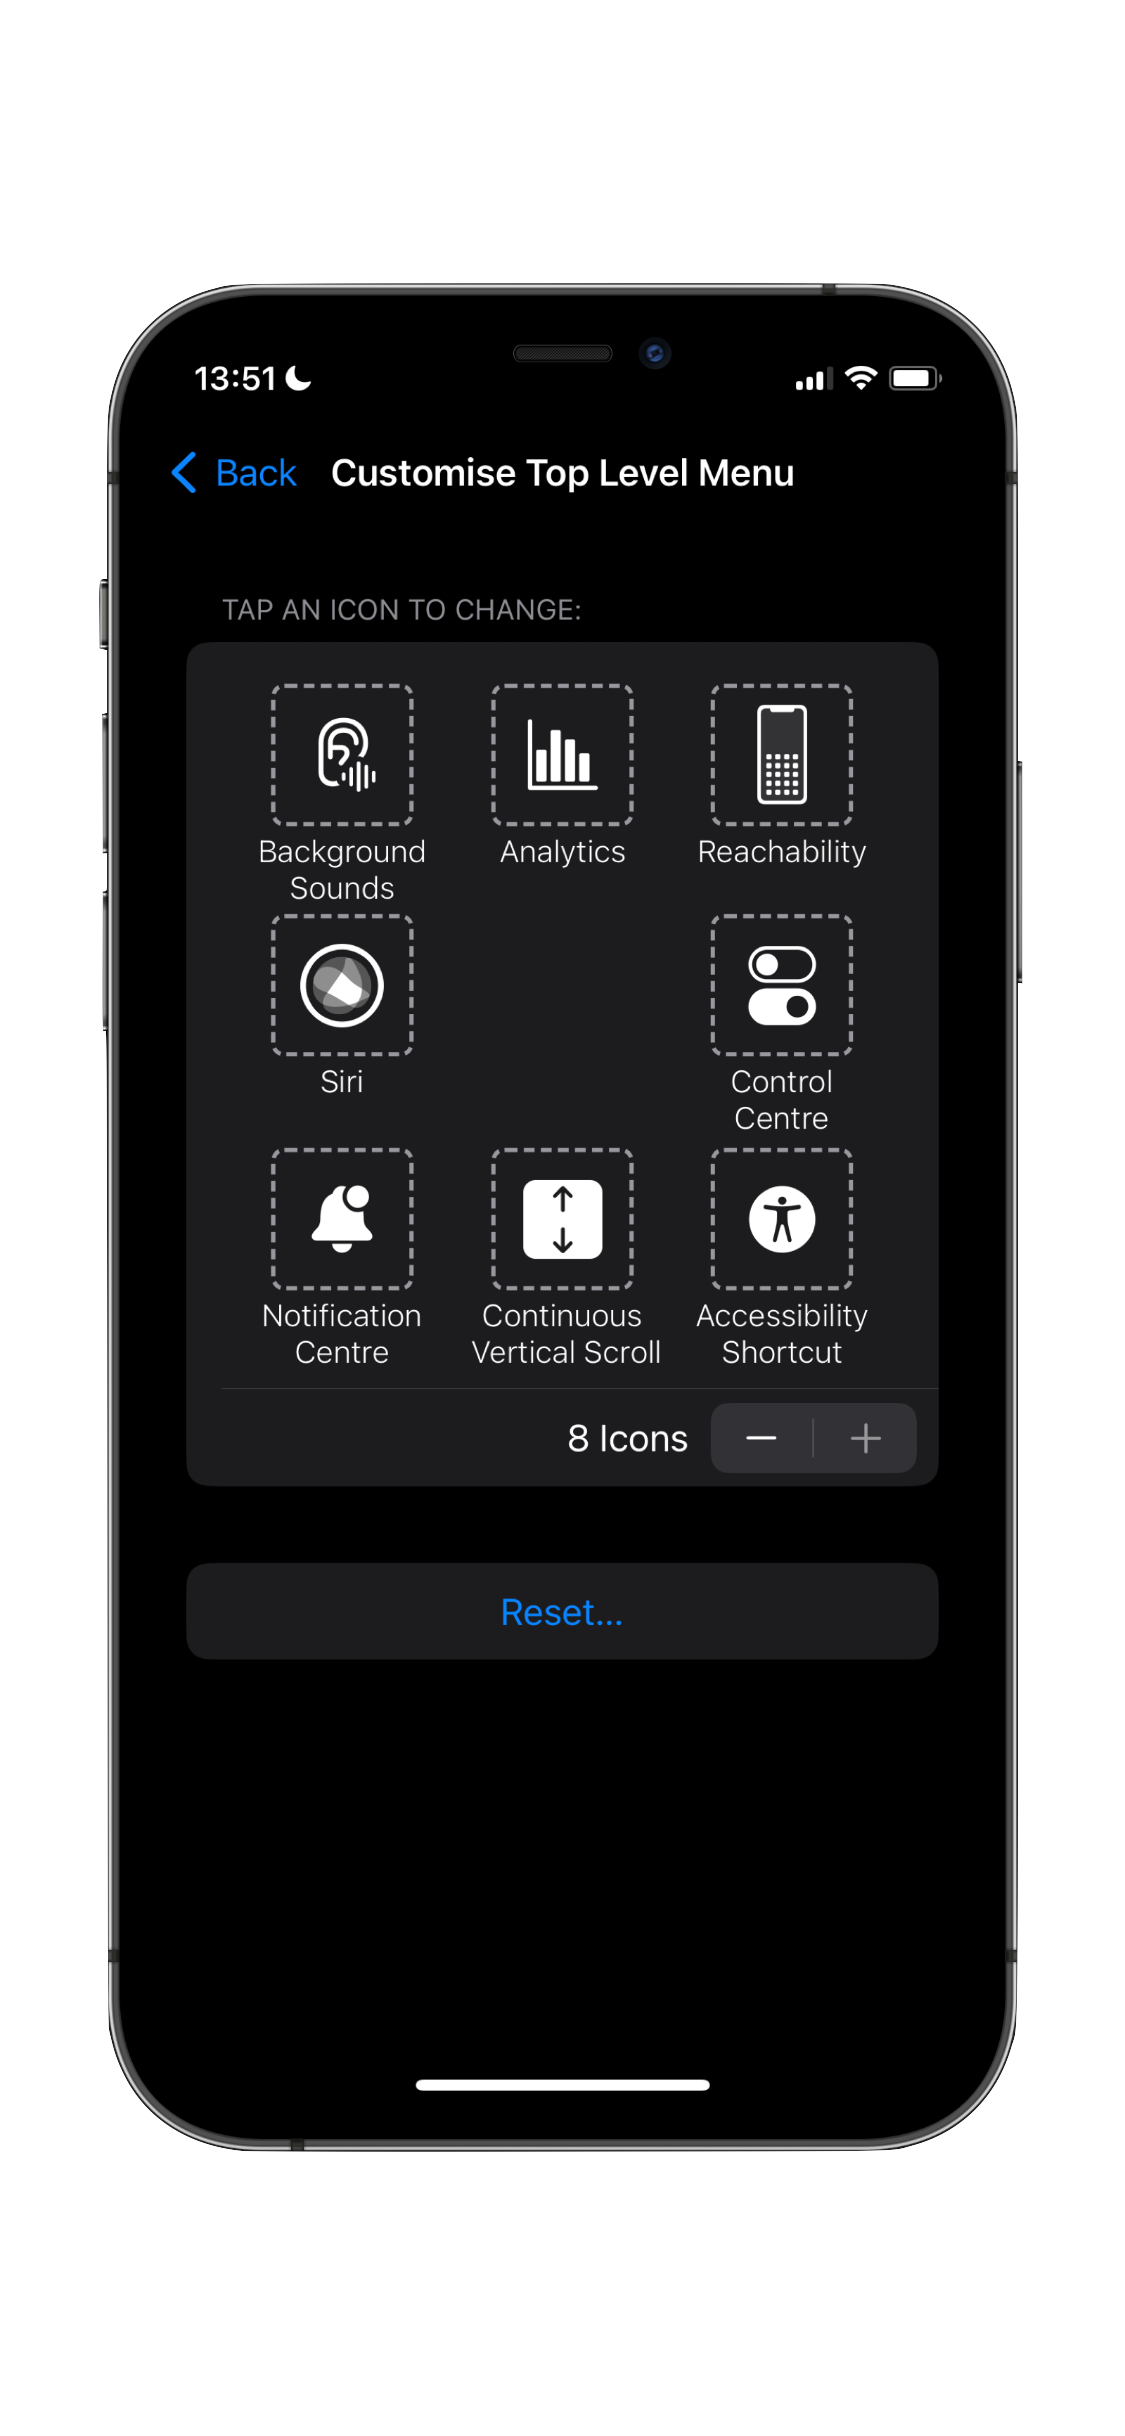 13:51
Back
Customise Top Level Menu
TAP AN ICON TO CHANGE:
Background
Sounds
Analytics
Reachability
Siri
Control
Centre
Notification
Centre
Continuous
Vertical Scroll
Accessibility
Shortcut
8 Icons
Reset...